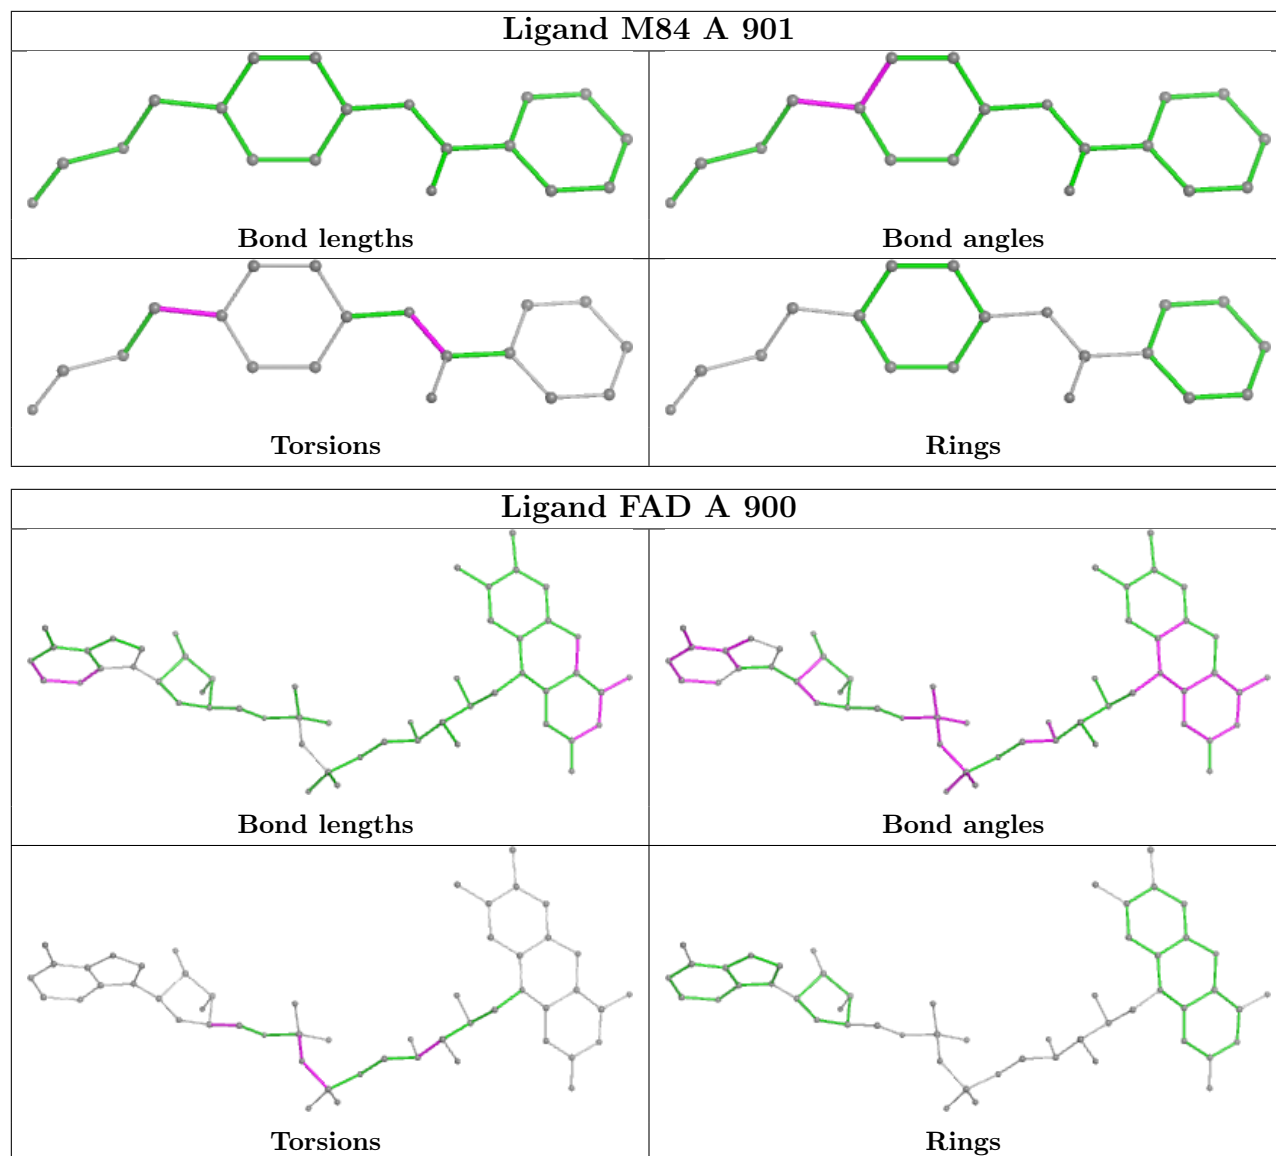 Ligand M84 A 901
Bond lengths
Bond angles
Torsions
Rings
Ligand FAD A 900
Bond lengths
Bond angles
Torsions
Rings